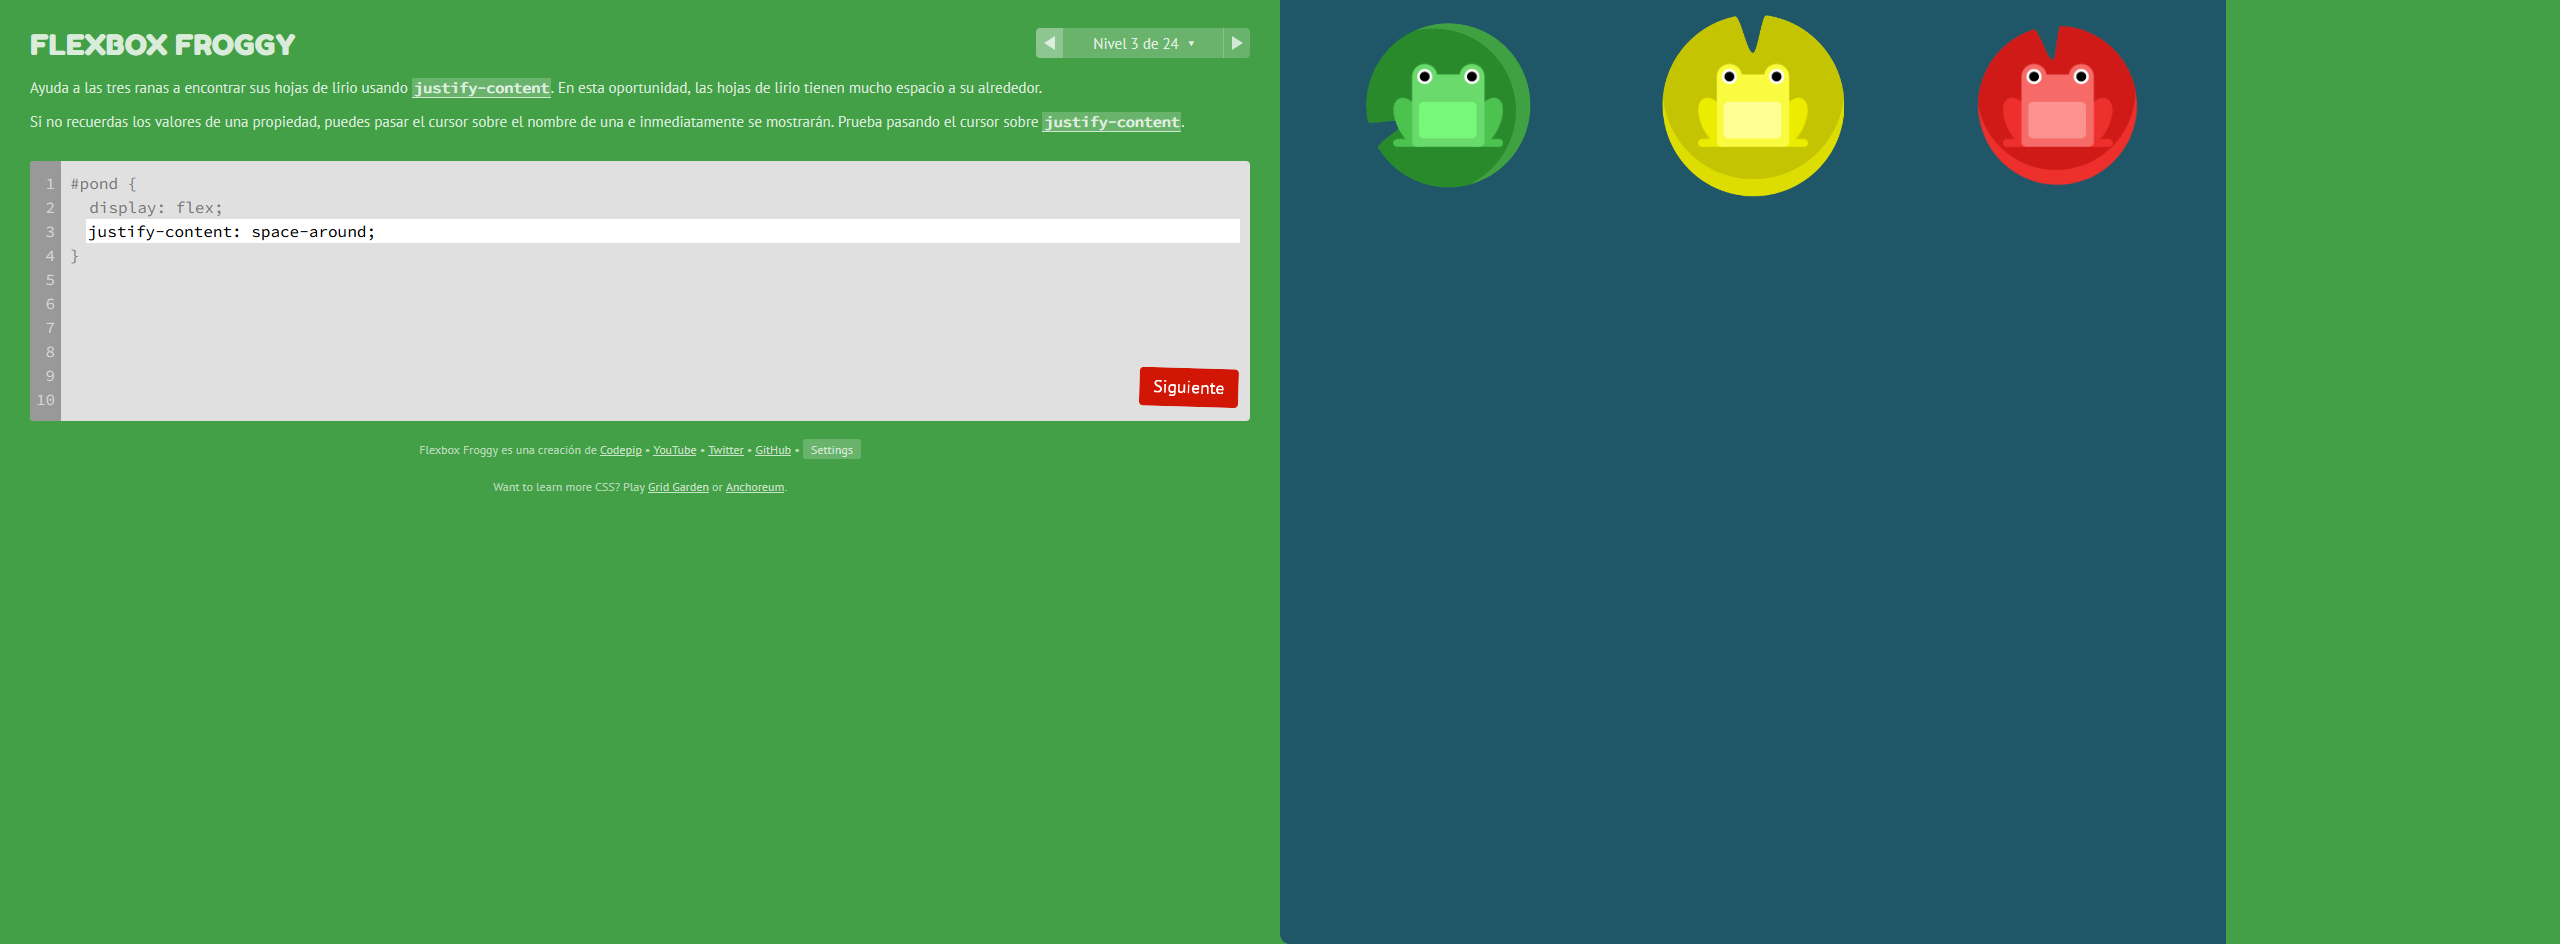 FLEXBOX FROGGY
Nivel 3 de 24 ▼
Ayuda a las tres ranas a encontrar sus hojas de lirio usando justify-content. En esta oportunidad, las hojas de lirio tienen mucho espacio a su alrededor.
Si no recuerdas los valores de una propiedad, puedes pasar el cursor sobre el nombre de una e inmediatamente se mostrarán. Prueba pasando el cursor sobre justify-content.
1 #pond {
2 display: flex;
3 justify-content: space-around;
4 }
5
6
7
8
9
10
Siguiente
Flexbox Froggy es una creación de Codepip • YouTube • Twitter • GitHub • Settings
Want to learn more CSS? Play Grid Garden or Anchoreum.